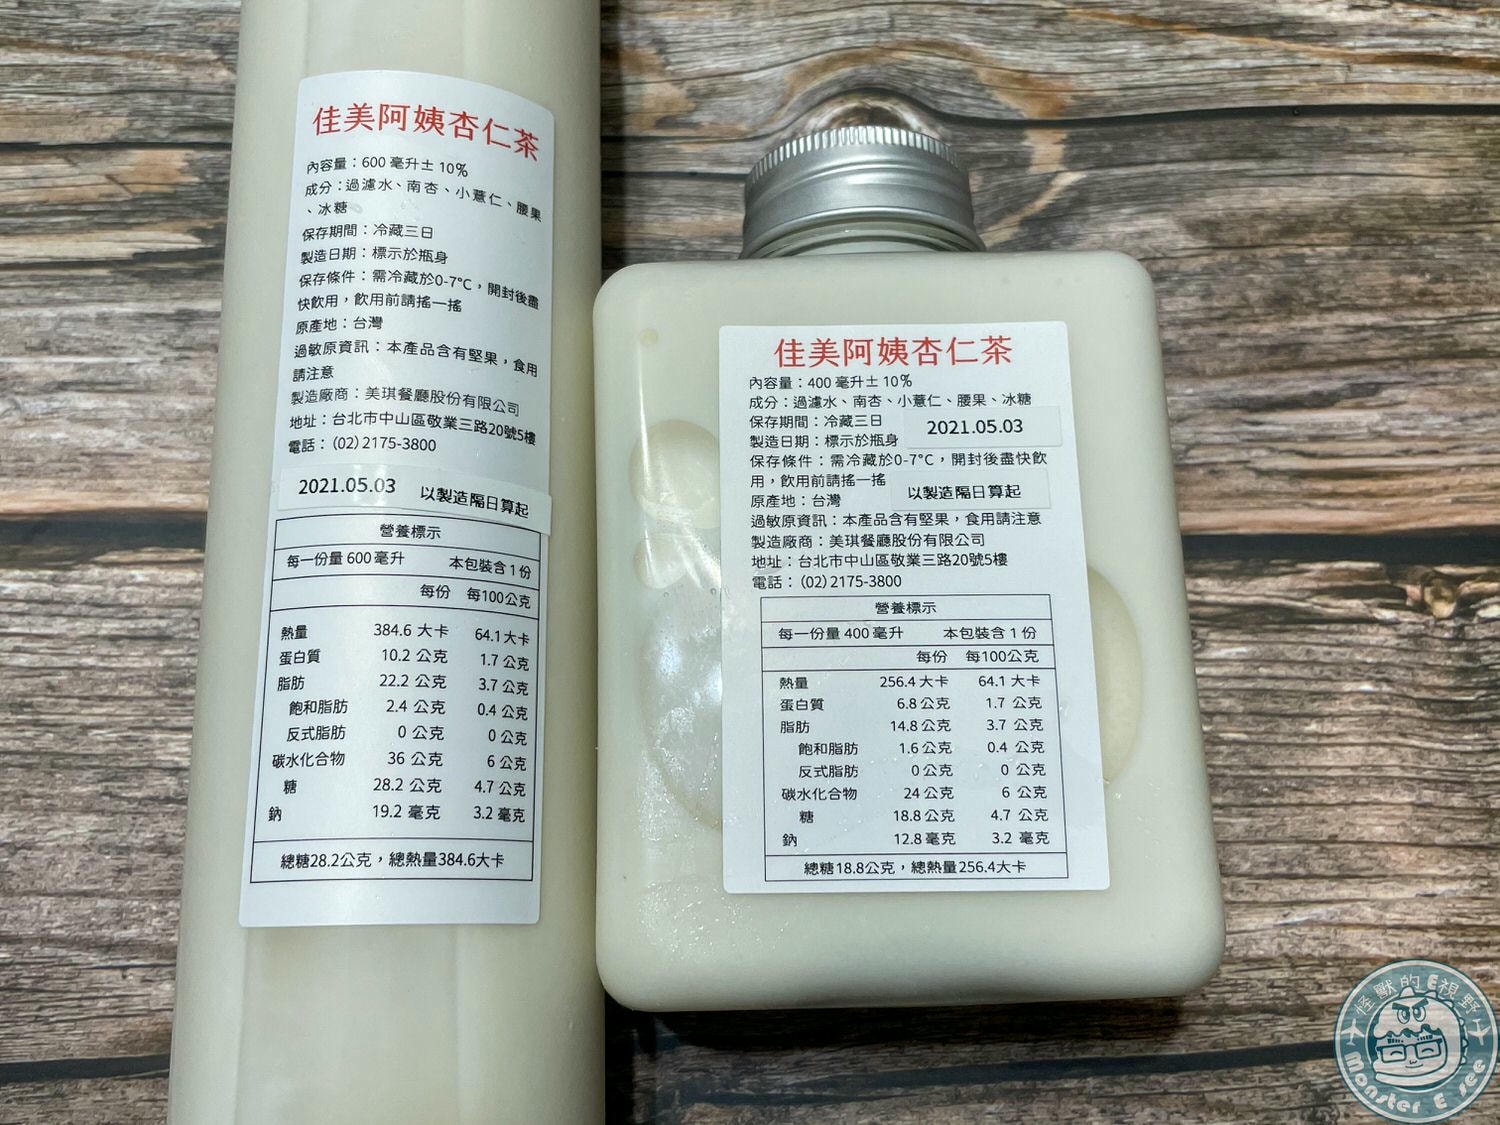 佳美阿姨杏仁茶
內容量：600 毫升± 10%
成分：過濾水、南杏、小薏仁、腰果
、冰糖
保存期間：冷藏三日
製造日期：標示於瓶身
保存條件：需冷藏於0-7°C，開封後盡
快飲用，飲用前請搖一搖
原產地：台灣
過敏原資訊：本產品含有堅果，食用
請注意
製造廠商：美琪餐廳股份有限公司
地址：台北市中山區敬業三路20號5樓
電話：(02) 2175-3800
2021.05.03 以製造隔日算起
營養標示
每一份量 600 毫升 本包裝含 1 份
每份 每100公克
熱量 384.6 大卡 64.1 大卡
蛋白質 10.2 公克 1.7 公克
脂肪 22.2 公克 3.7 公克
飽和脂肪 2.4 公克 0.4 公克
反式脂肪 0 公克 0 公克
碳水化合物 36 公克 6 公克
糖 28.2 公克 4.7 公克
鈉 19.2 毫克 3.2 毫克
總糖28.2公克，總熱量384.6大卡
佳美阿姨杏仁茶
內容量：400 毫升± 10%
成分：過濾水、南杏、小薏仁、腰果、冰糖
保存期間：冷藏三日
製造日期：標示於瓶身 2021.05.03
保存條件：需冷藏於0-7°C，開封後盡快飲
用，飲用前請搖一搖
原產地：台灣 以製造隔日算起
過敏原資訊：本產品含有堅果，食用請注意
製造廠商：美琪餐廳股份有限公司
地址：台北市中山區敬業三路20號5樓
電話：(02) 2175-3800
營養標示
每一份量 400 毫升 本包裝含 1 份
每份 每100公克
熱量 256.4 大卡 64.1 大卡
蛋白質 6.8 公克 1.7 公克
脂肪 14.8 公克 3.7 公克
飽和脂肪 1.6 公克 0.4 公克
反式脂肪 0 公克 0 公克
碳水化合物 24 公克 6 公克
糖 18.8 公克 4.7 公克
鈉 12.8 毫克 3.2 毫克
總糖18.8公克，總熱量256.4大卡
怪獸的E視野
monster E see